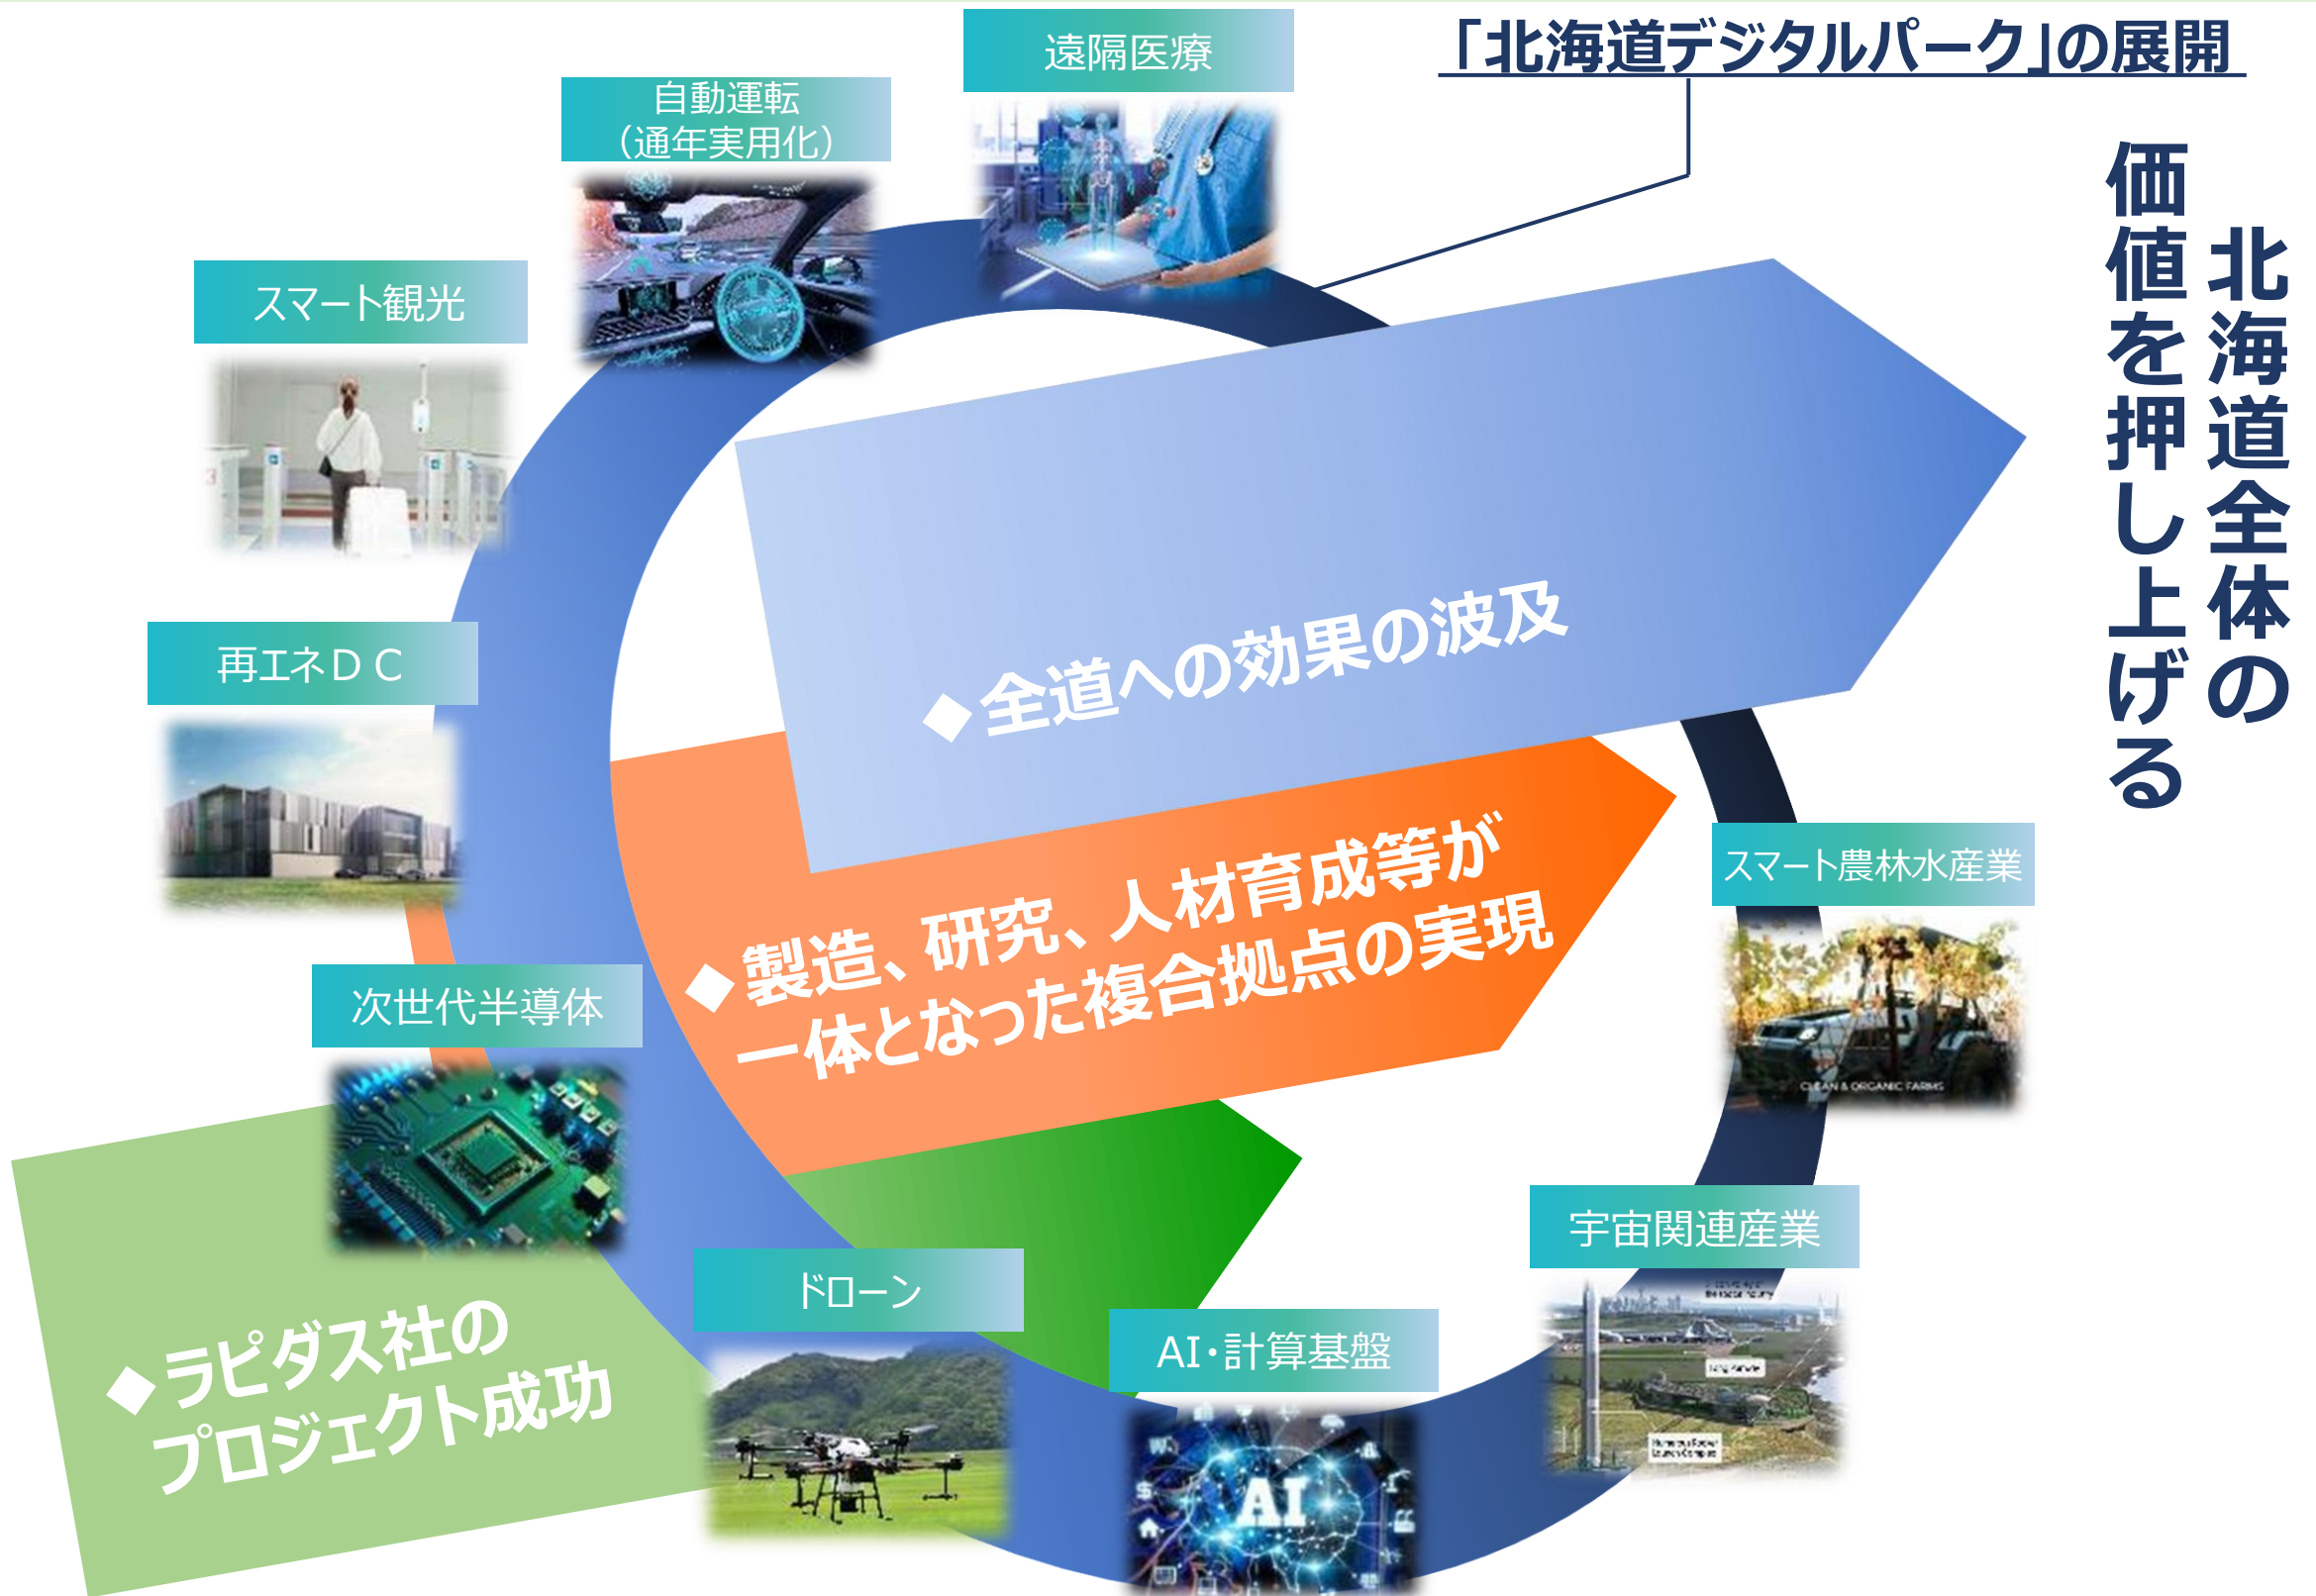 「北海道デジタルパーク」の展開
北海道全体の
価値を押し上げる
遠隔医療
自動運転
（通年実用化）
スマート観光
再エネＤＣ
次世代半導体
ドローン
AI・計算基盤
宇宙関連産業
スマート農林水産業
◆全道への効果の波及
◆製造、研究、人材育成等が
一体となった複合拠点の実現
◆ラピダス社の
プロジェクト成功
CLEAN & ORGANIC FARMS
AI